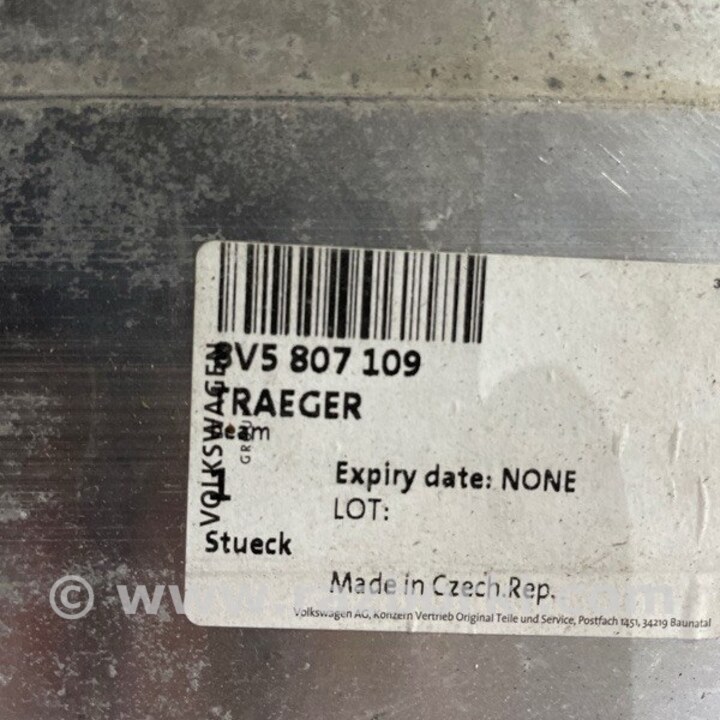 3V5 807 109
TRAEGER
Beam
1
Stueck
VOLKSWAGEN
GROUP
Expiry date: NONE
LOT:
Made in Czech Rep.
Volkswagen AG, Konzern Vertrieb Original Teile und Service, Postfach 1451, 34219 Baunatal